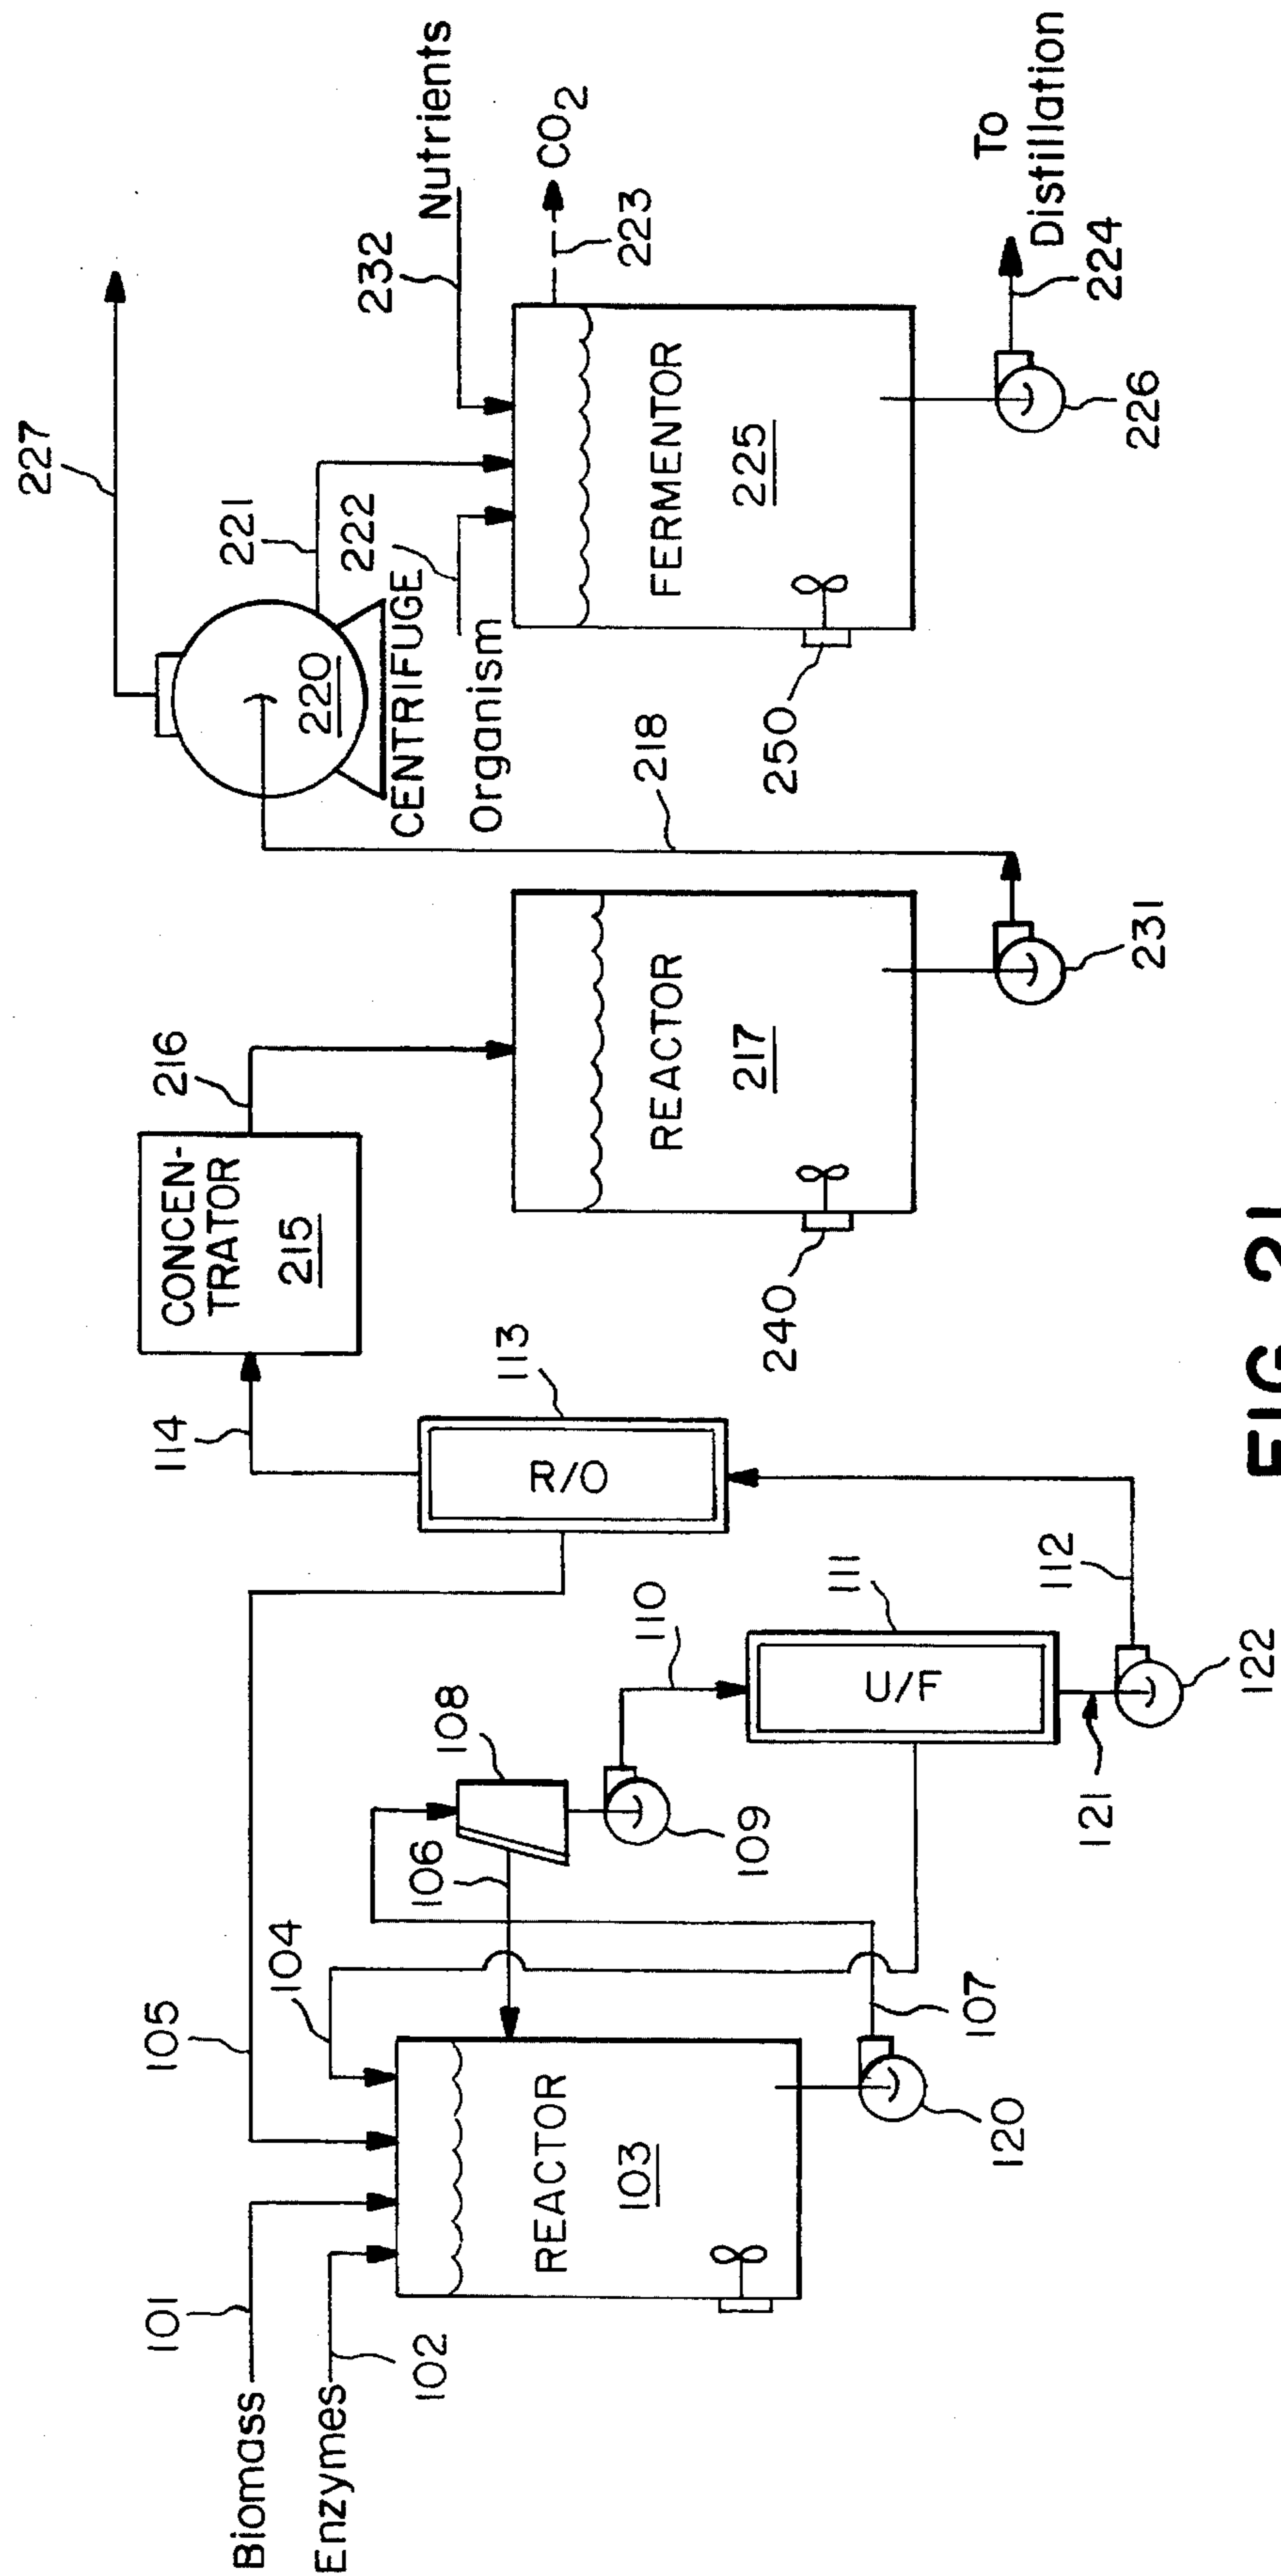 227
Nutrients
232
CO2
223
221
222
CENTRIFUGE
220
Organism
FERMENTOR
225
250
To
Distillation
224
226
218
216
CONCEN-
TRATOR
215
REACTOR
217
240
231
114
113
R/O
112
110
111
U/F
108
106
109
121
122
105
104
107
120
REACTOR
103
101
Biomass
102
Enzymes
FIG. 21